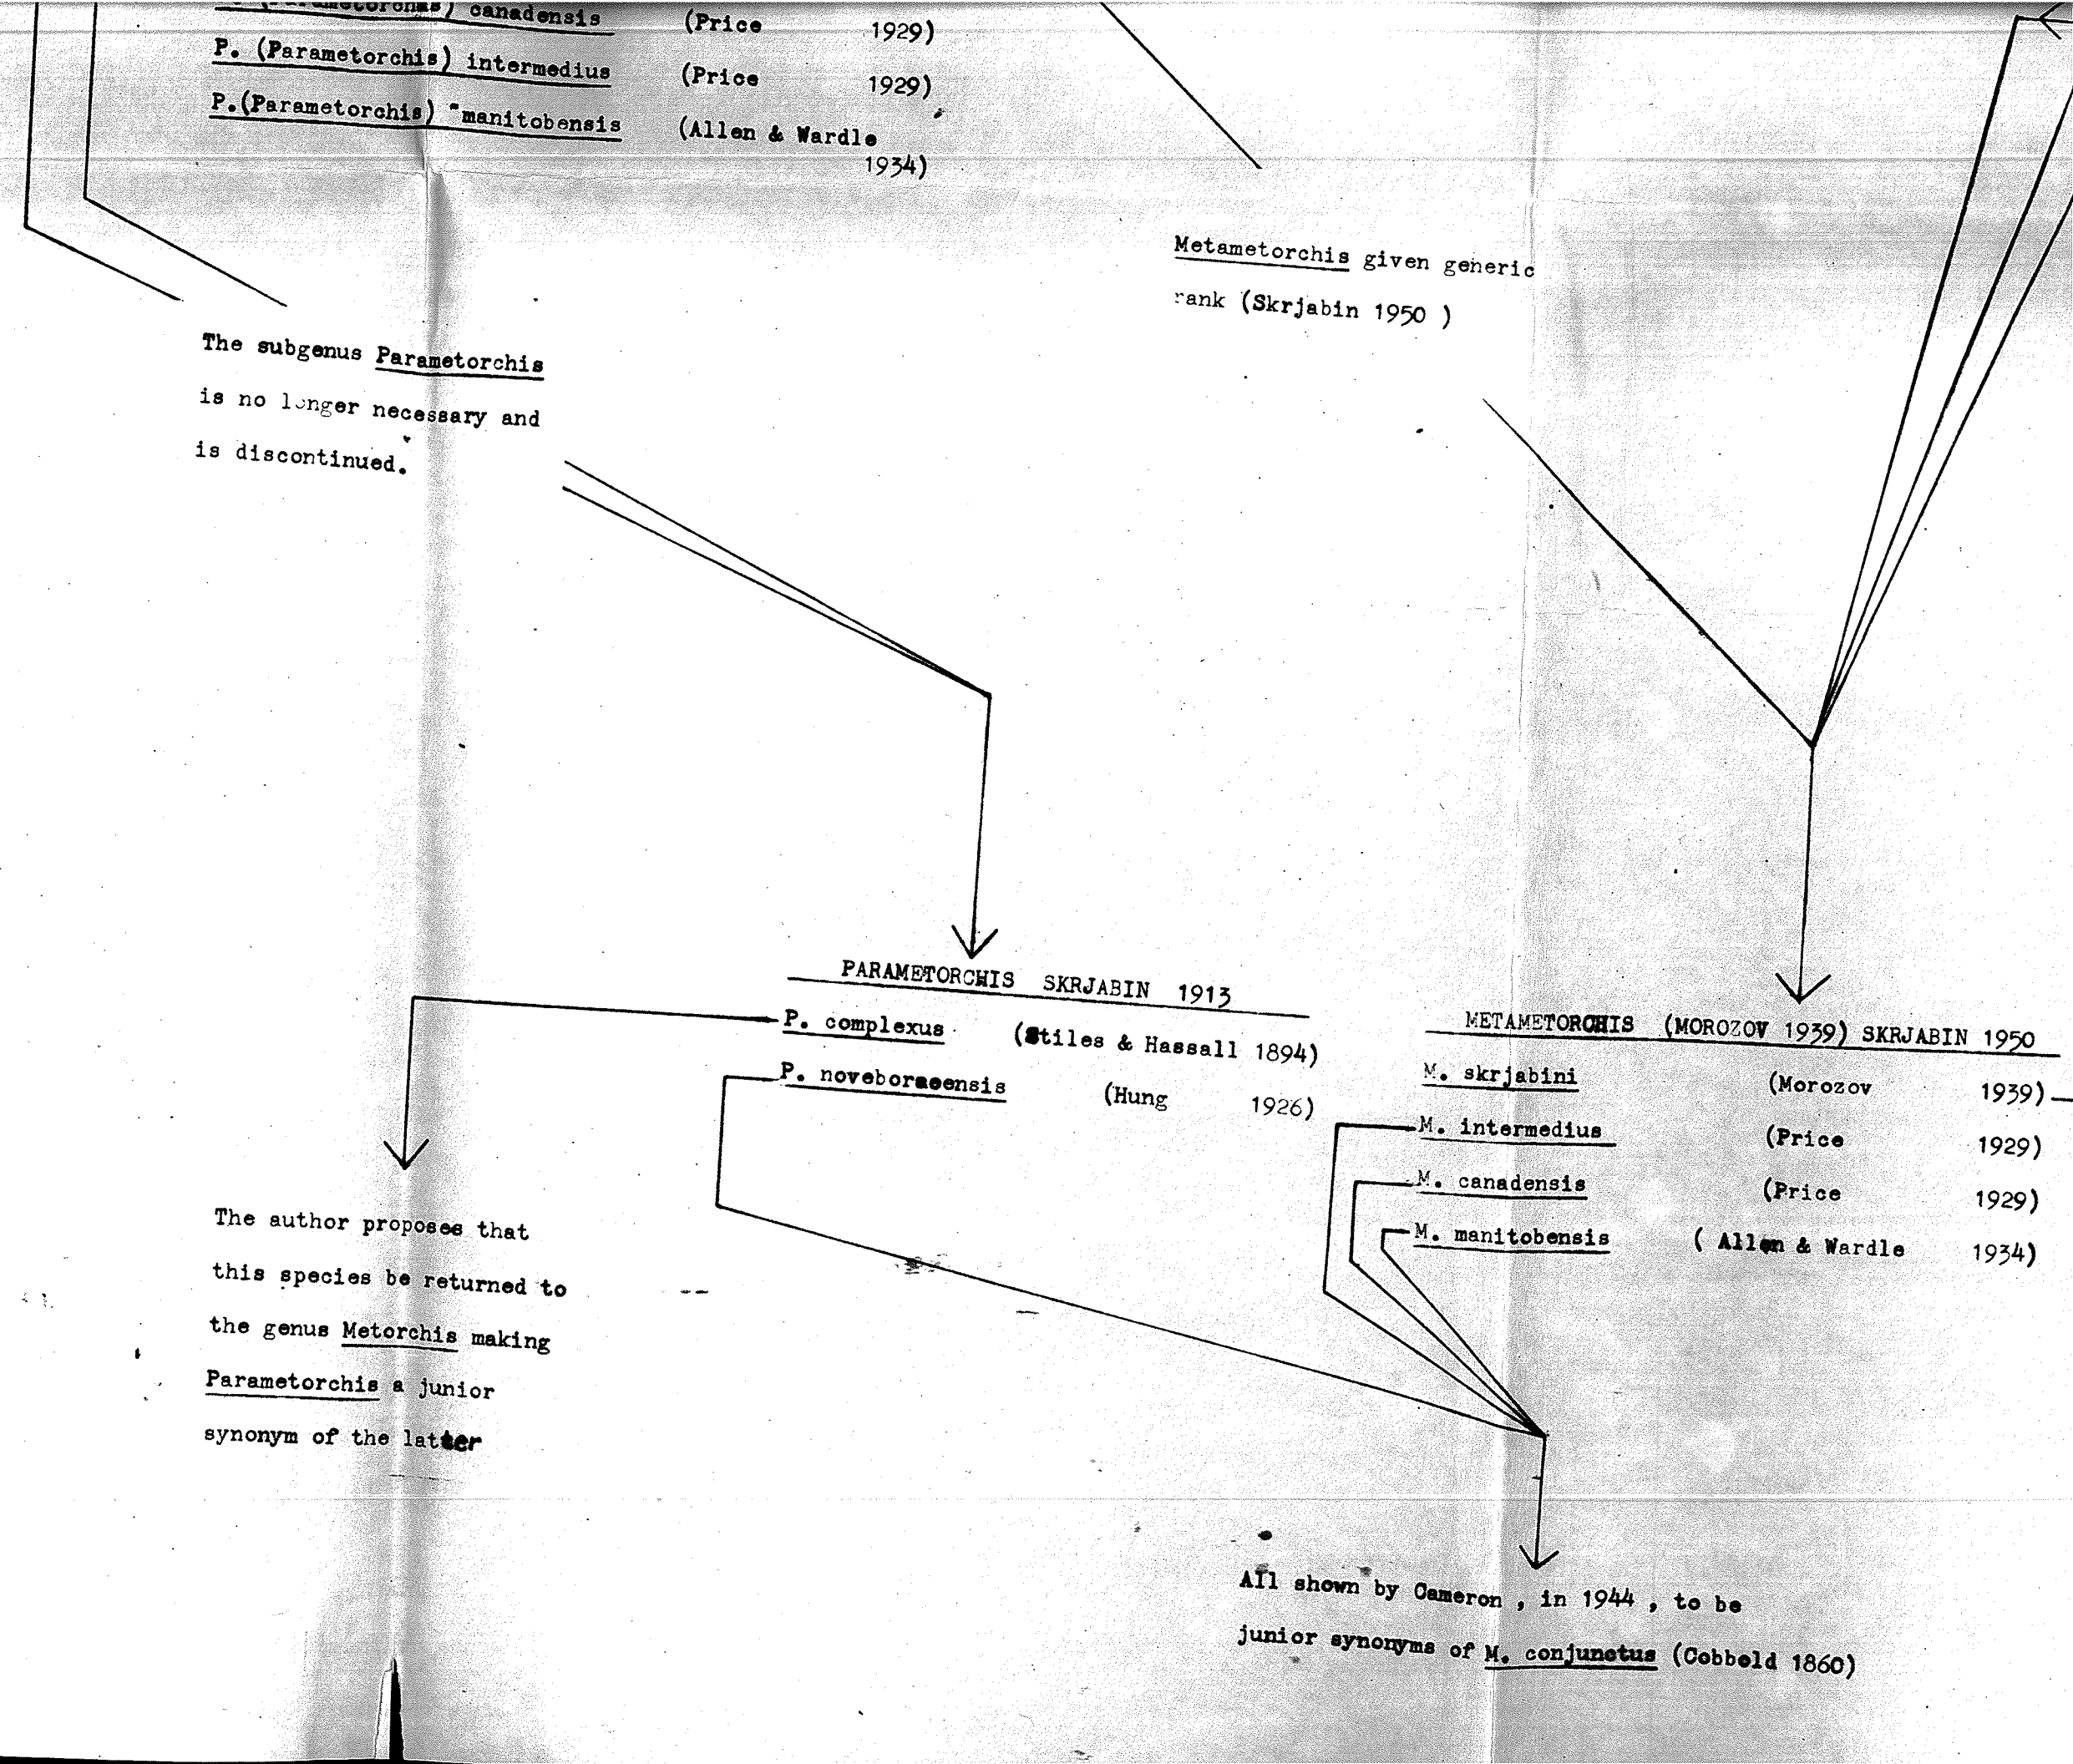 canadensis (Price 1929)
P. (Parametorchis) intermedius (Price 1929)
P.(Parametorchis) manitobensis (Allen & Wardle
1934)
Metametorchis given generic
rank (Skrjabin 1950 )
The subgenus Parametorchis
is no longer necessary and
is discontinued.
PARAMETORCHIS SKRJABIN 1913
P. complexus (Stiles & Hassall 1894)
P. noveboracensis (Hung 1926)
METAMETORCHIS (MOROZOV 1939) SKRJABIN 1950
M. skrjabini (Morozov 1939)
M. intermedius (Price 1929)
M. canadensis (Price 1929)
M. manitobensis ( Allen & Wardle 1934)
The author proposes that
this species be returned to
the genus Metorchis making
Parametorchis a junior
synonym of the latter
All shown by Cameron , in 1944 , to be
junior synonyms of M. conjunctus (Cobbold 1860)